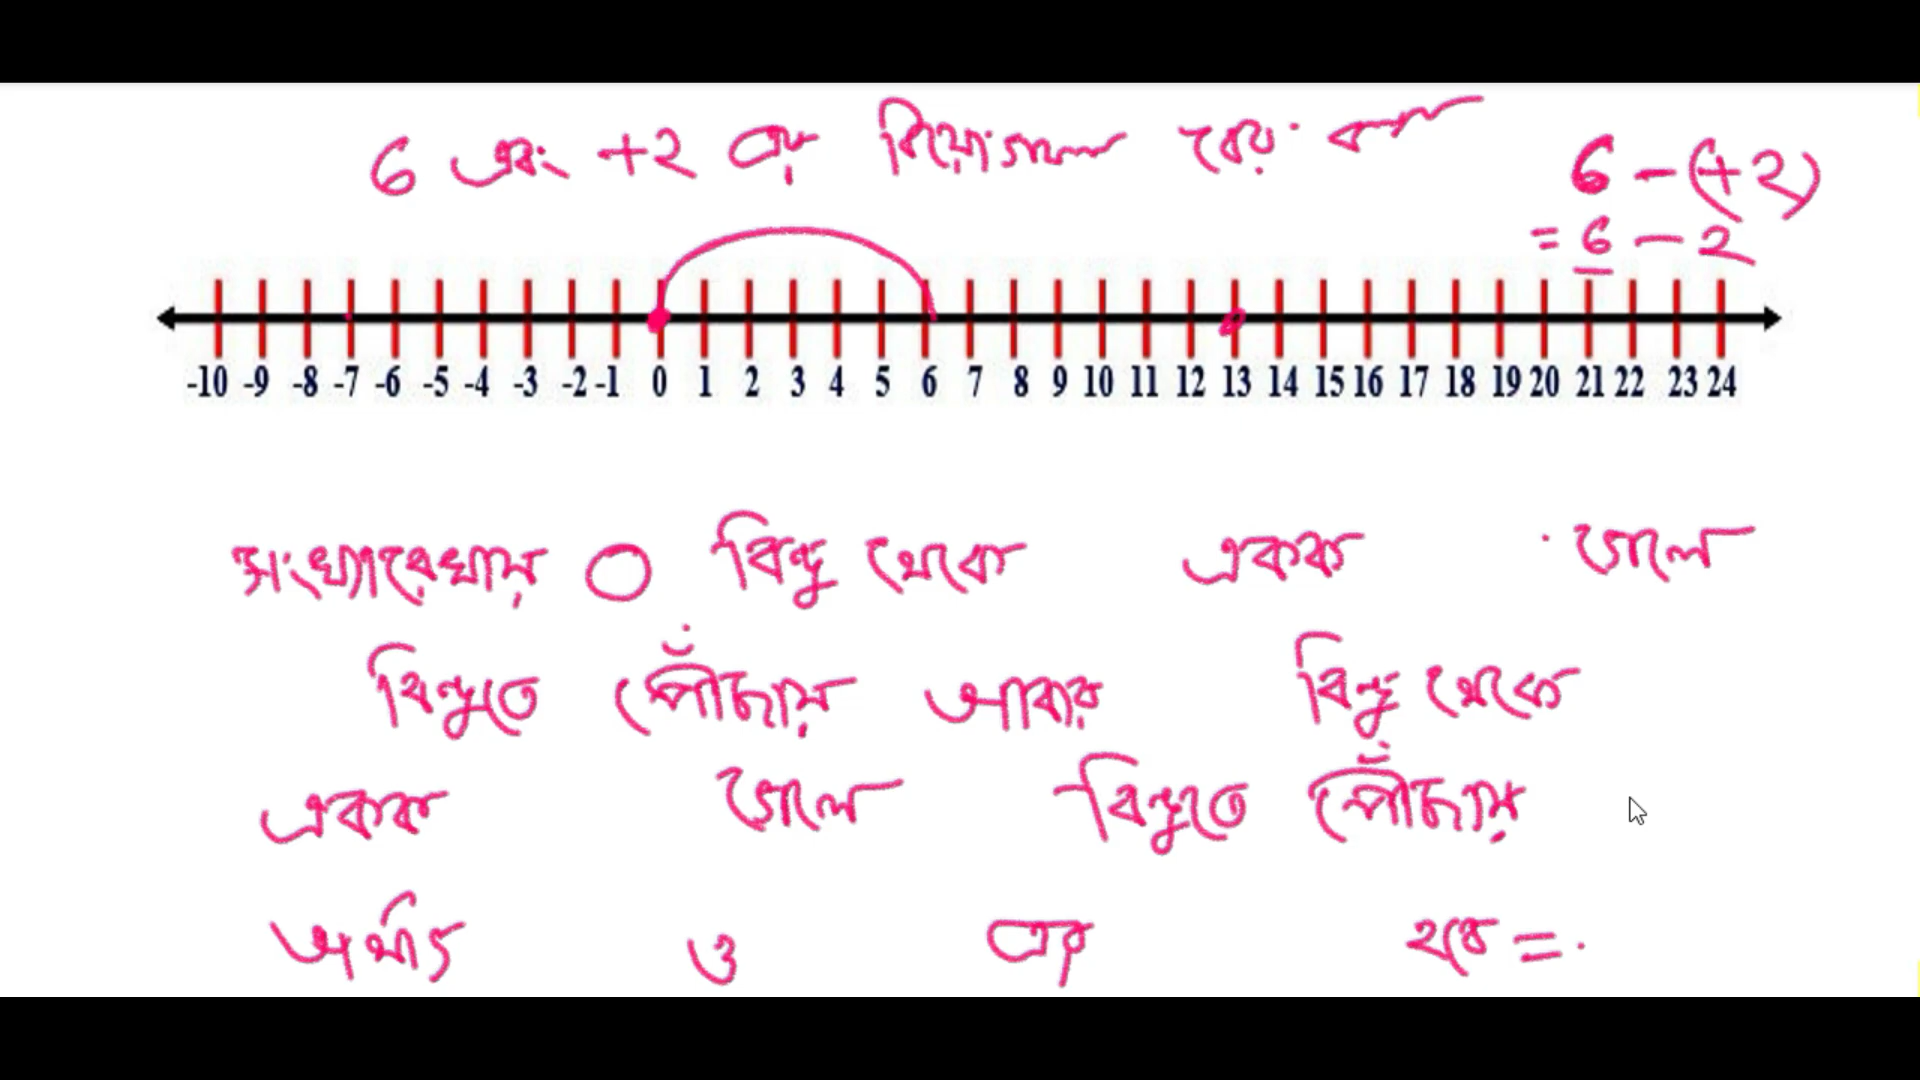 6 এবং +2 এর বিয়োগফল বের কর
6 - (+2)
= 6 - 2
-10 -9 -8 -7 -6 -5 -4 -3 -2 -1 0 1 2 3 4 5 6 7 8 9 10 11 12 13 14 15 16 17 18 19 20 21 22 23 24
সংখ্যারেখায় 0 বিন্দু থেকে একক ডানে
বিন্দুতে পৌঁছায় আবার বিন্দু থেকে
একক ডানে বিন্দুতে পৌঁছায়
অর্থাৎ ও এর হবে =